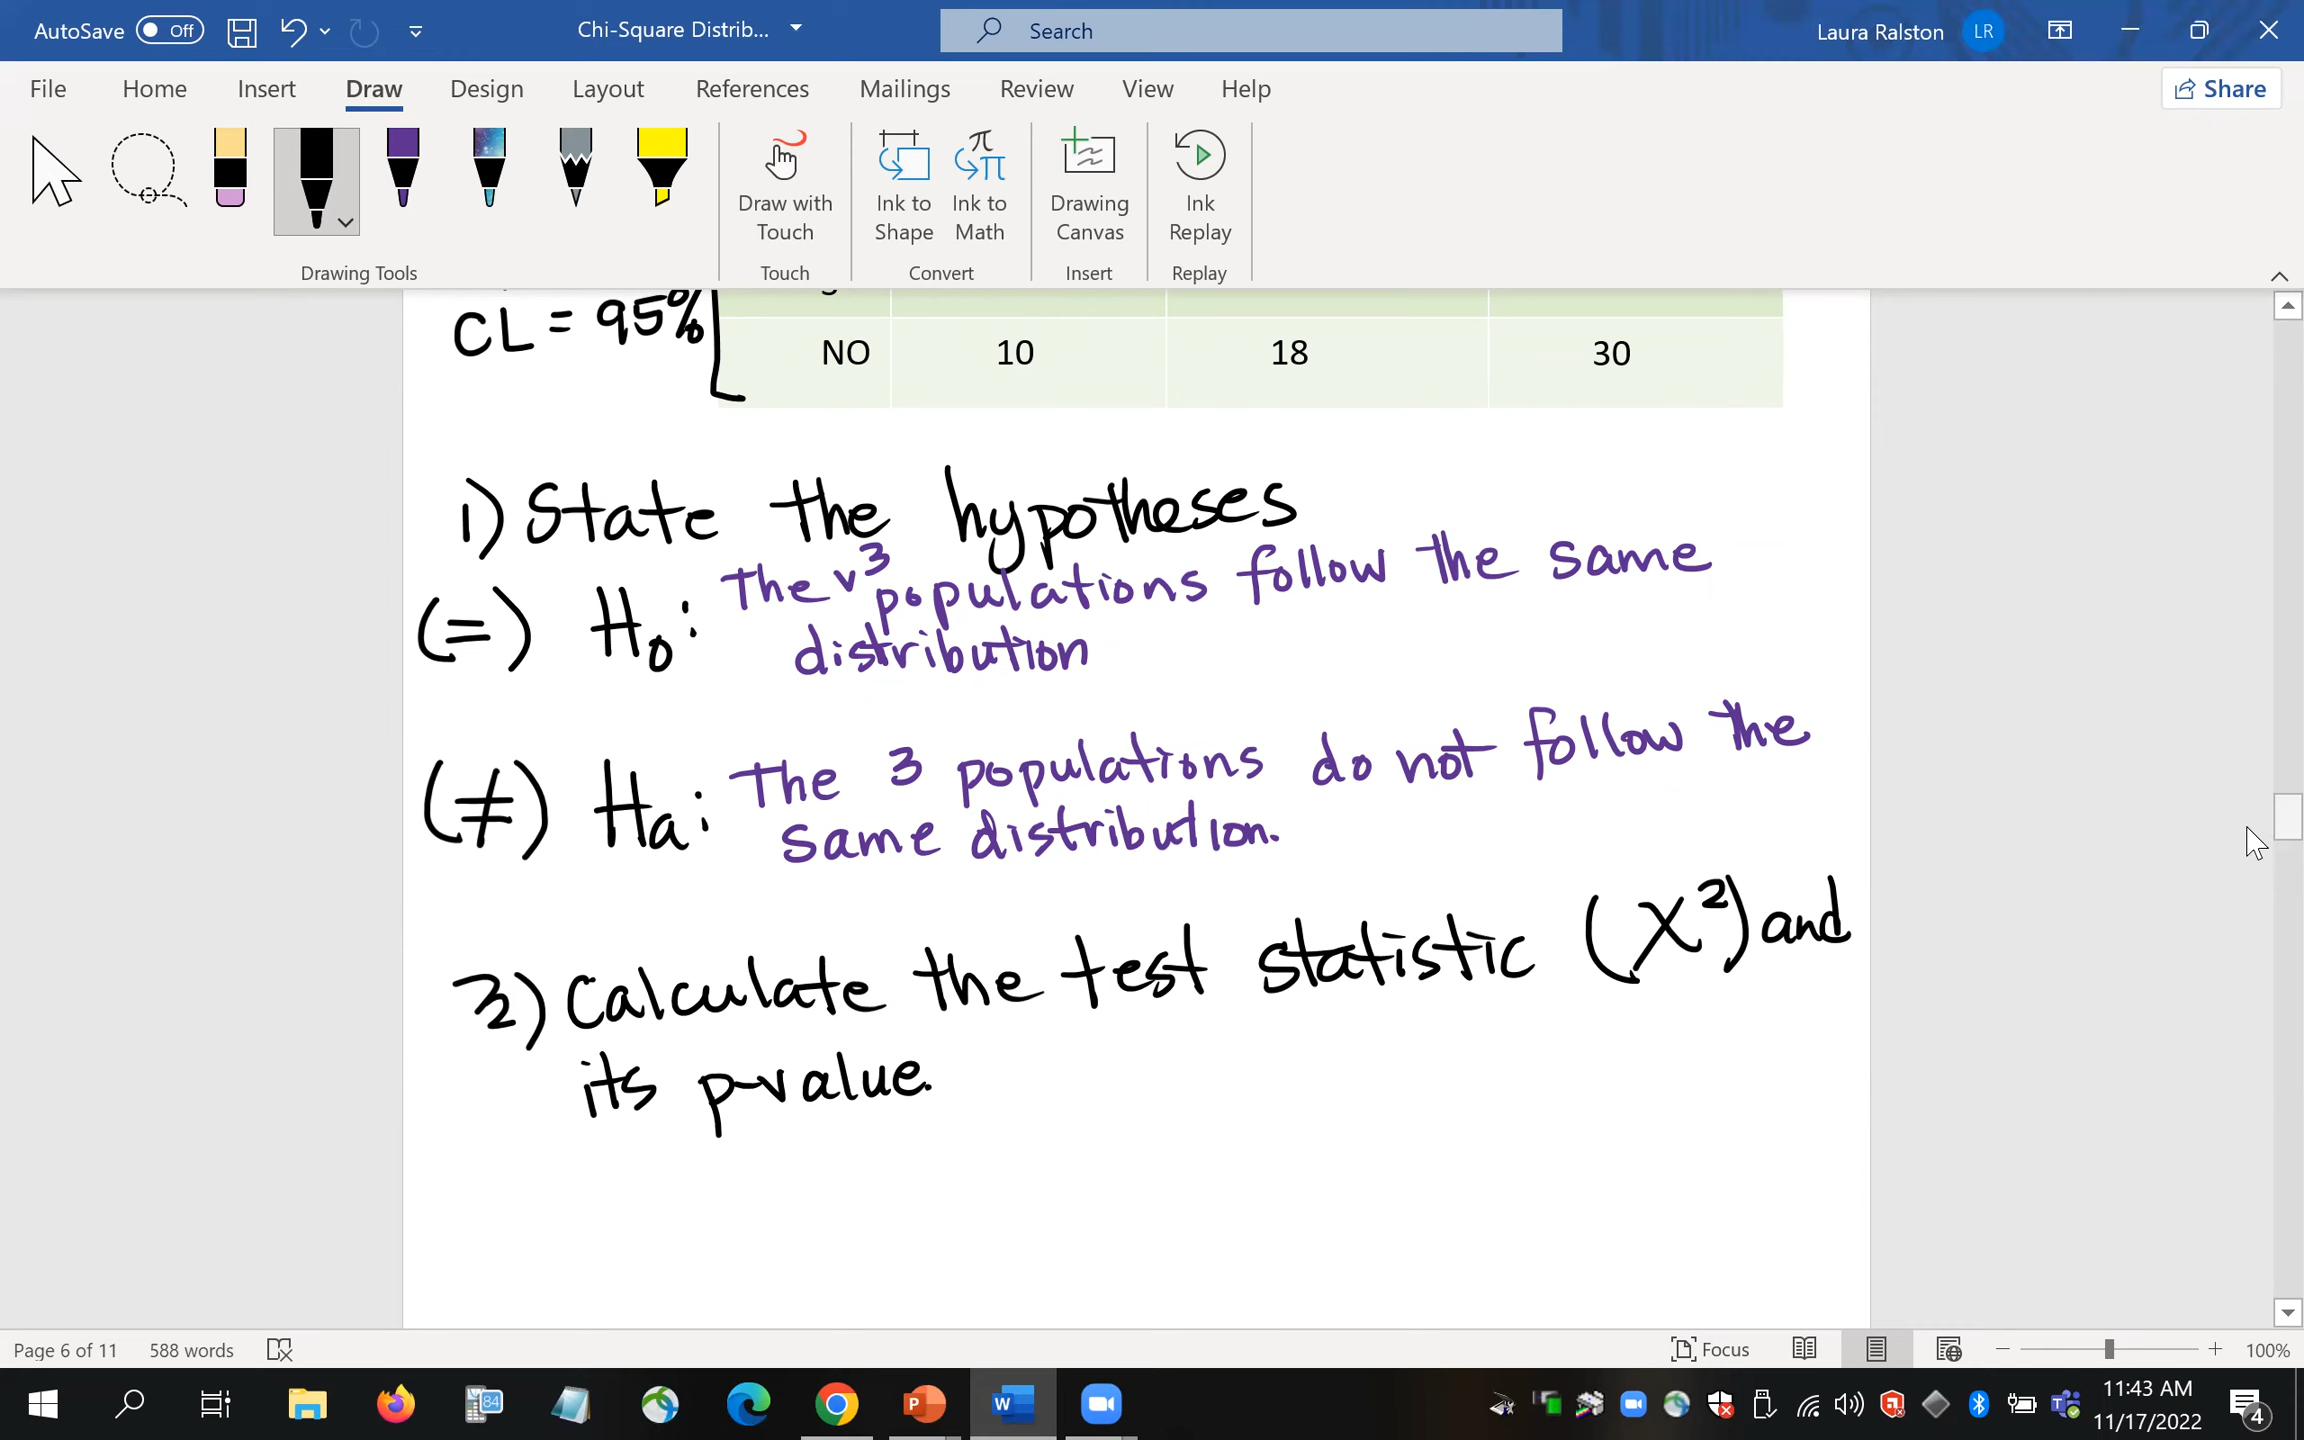 AutoSave Off Chi-Square Distrib... Search Laura Ralston LR
File Home Insert Draw Design Layout References Mailings Review View Help Share
Draw with Touch Ink to Shape Ink to Math Drawing Canvas Ink Replay
Drawing Tools Touch Convert Insert Replay
CL = 95%
NO 10 18 30
1) State the hypotheses
(=) H0: The v 3 populations follow the same
distribution
(≠) Ha: The 3 populations do not follow the
same distribution.
2) Calculate the test statistic (X²) and
its p-value.
Page 6 of 11 588 words Focus 100%
84 P W 11:43 AM
11/17/2022 4